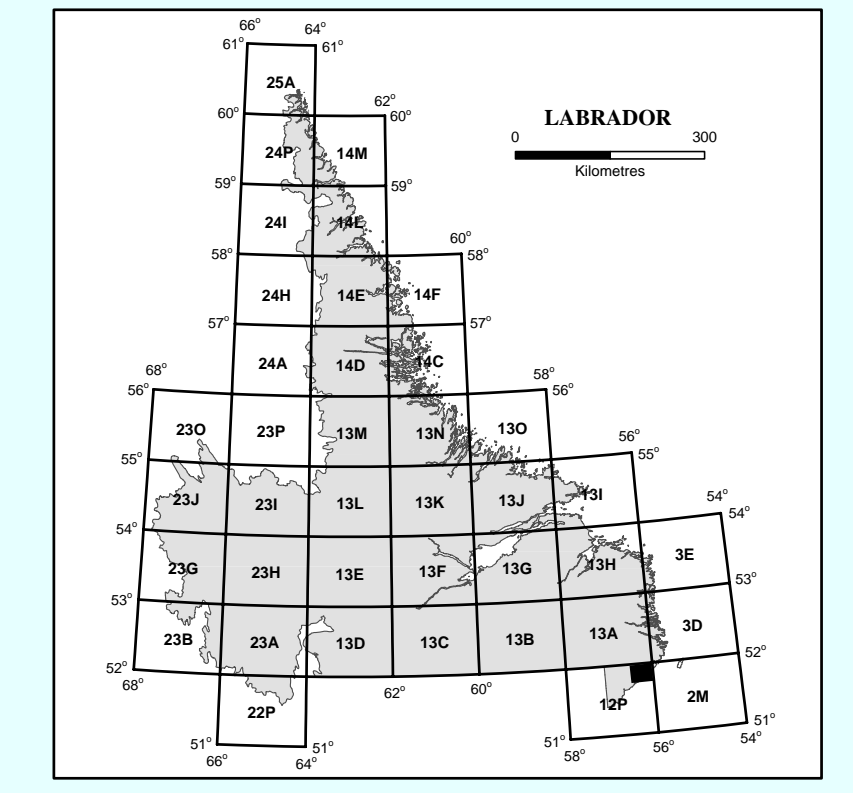 66° 64°
61° 61°
25A
62°
LABRADOR
60° 60°
0 300
24P 14M
Kilometres
59° 59°
24I 14L
60°
58° 58°
24H 14E 14F
57° 57°
24A 14D 14C
68° 58°
56° 56°
23O 23P 13M 13N 13O
56°
55° 55°
23J 23I 13L 13K 13J 13I
54°
54° 54°
23G 23H 13E 13F 13G 13H 3E
53° 53°
23B 23A 13D 13C 13B 13A 3D
52° 52°
68° 62° 60°
22P 12P 2M
51° 51° 51° 51°
66° 64° 58° 56° 54°